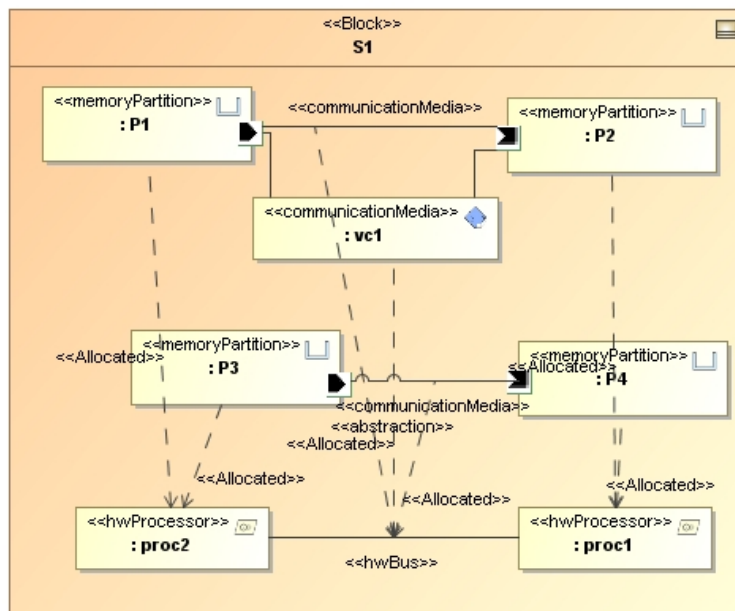 <<Block>>
S1
<<memoryPartition>>
: P1
<<communicationMedia>>
<<memoryPartition>>
: P2
<<communicationMedia>>
: vc1
<<Allocated>>
<<memoryPartition>>
: P3
<<Allocated>>
<<memoryPartition>>
: P4
<<communicationMedia>>
<<abstraction>>
<<Allocated>>
<<Allocated>>
<<Allocated>>
<<Allocated>>
<<hwProcessor>>
: proc2
<<hwBus>>
<<hwProcessor>>
: proc1